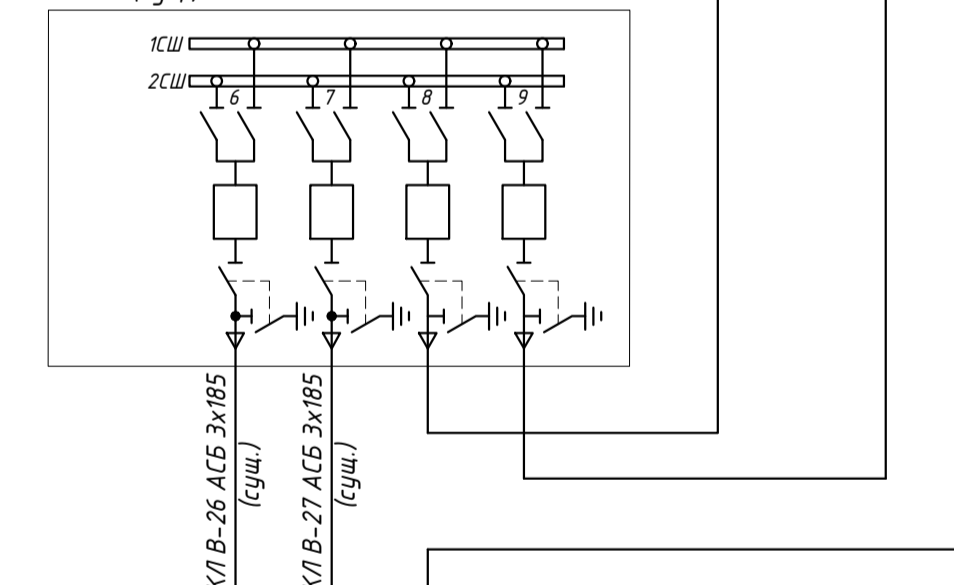 1СШ
2СШ
6 7 8 9
КЛ В-26 АСБ 3х185
(сущ.)
КЛ В-27 АСБ 3х185
(сущ.)